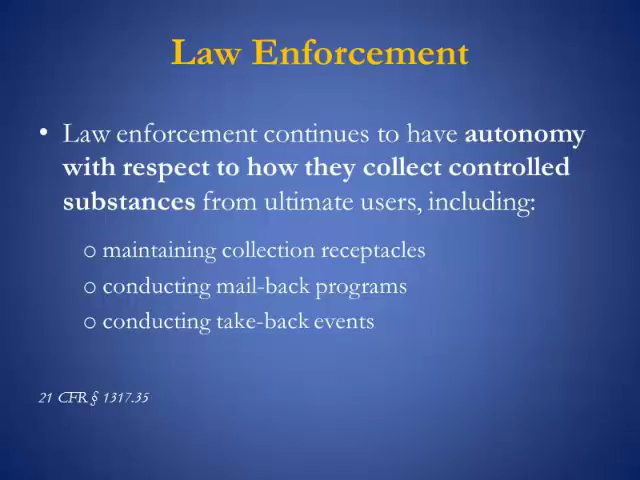 Law Enforcement
• Law enforcement continues to have autonomy
with respect to how they collect controlled
substances from ultimate users, including:
o maintaining collection receptacles
o conducting mail-back programs
o conducting take-back events
21 CFR § 1317.35